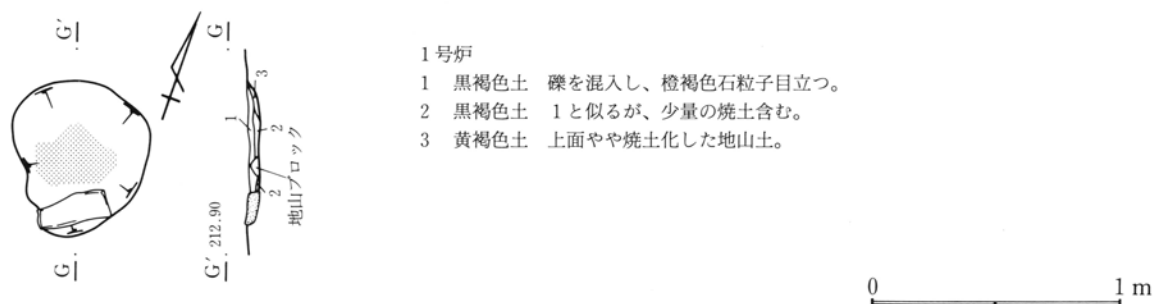 G′
G
1号炉
1　黒褐色土　礫を混入し、橙褐色石粒子目立つ。
2　黒褐色土　1と似るが、少量の焼土含む。
3　黄褐色土　上面やや焼土化した地山土。
3
1
2
2
地山ブロック
G
G′ 212.90
0　1 m